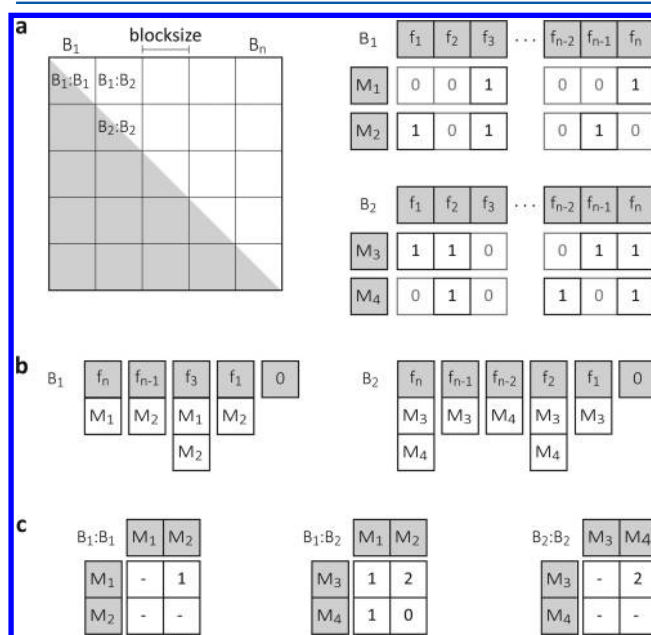 a
B1 blocksize Bn
B1:B1 B1:B2
B2:B2
B1 f1 f2 f3 ... fn-2 fn-1 fn
M1 0 0 1 0 0 1
M2 1 0 1 0 1 0
B2 f1 f2 f3 ... fn-2 fn-1 fn
M3 1 1 0 0 1 1
M4 0 1 0 1 0 1
b
B1 fn fn-1 f3 f1 0
M1 M2 M1 M2
M2
B2 fn fn-1 fn-2 f2 f1 0
M3 M3 M4 M3 M3
M4 M4
c
B1:B1 M1 M2
M1 - 1
M2 - -
B1:B2 M1 M2
M3 1 2
M4 1 0
B2:B2 M3 M4
M3 - 2
M4 - -